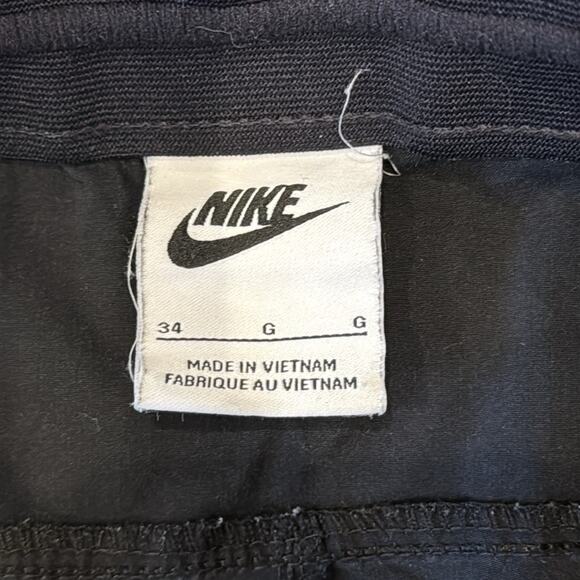 NIKE
34 G G
MADE IN VIETNAM
FABRIQUE AU VIETNAM